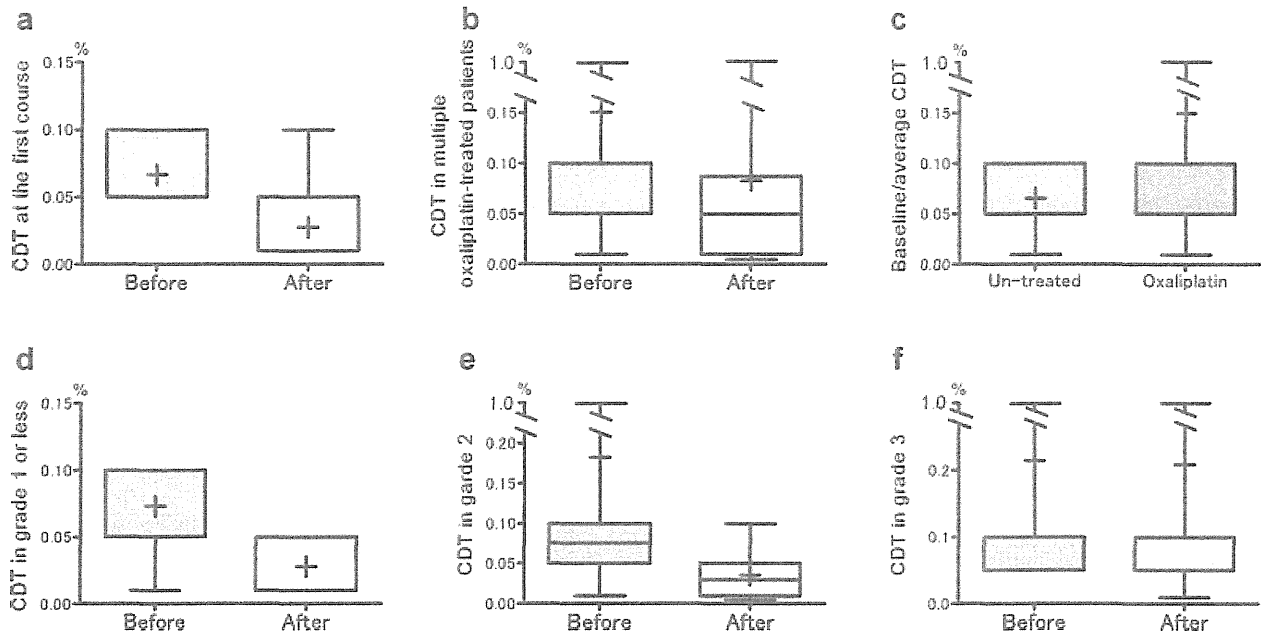 a
%
0.15
0.10
0.05
0.00
CDT at the first course
Before
After
b
%
1.0
0.15
0.10
0.05
0.00
CDT in multiple
oxaliplatin-treated patients
Before
After
c
%
1.0
0.15
0.10
0.05
0.00
Baseline/average CDT
Un-treated
Oxaliplatin
d
%
0.15
0.10
0.05
0.00
CDT in grade 1 or less
Before
After
e
%
1.0
0.20
0.15
0.10
0.05
0.00
CDT in garde 2
Before
After
f
%
1.0
0.2
0.1
0.0
CDT in grade 3
Before
After